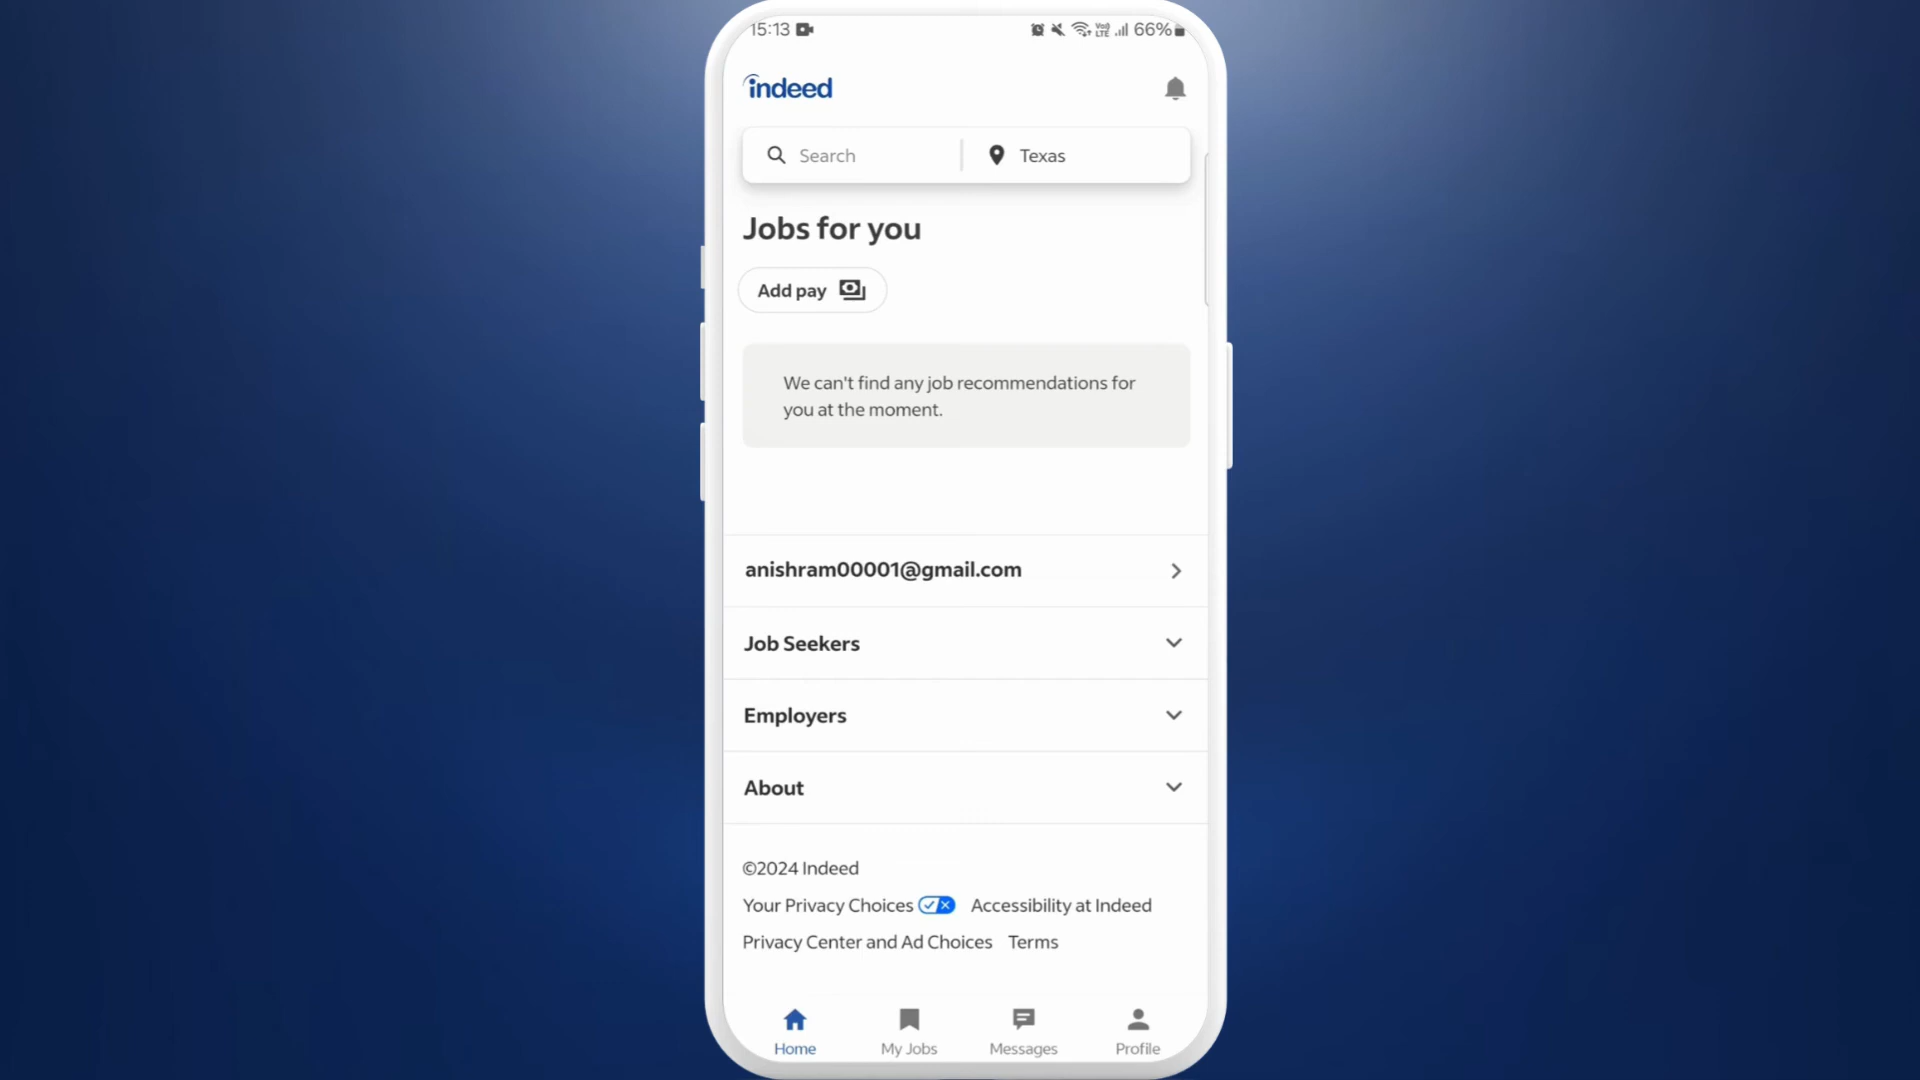 15:13 Vo) LTE 66%
indeed
Search Texas
Jobs for you
Add pay
We can't find any job recommendations for
you at the moment.
anishram00001@gmail.com
Job Seekers
Employers
About
©2024 Indeed
Your Privacy Choices Accessibility at Indeed
Privacy Center and Ad Choices Terms
Home My Jobs Messages Profile